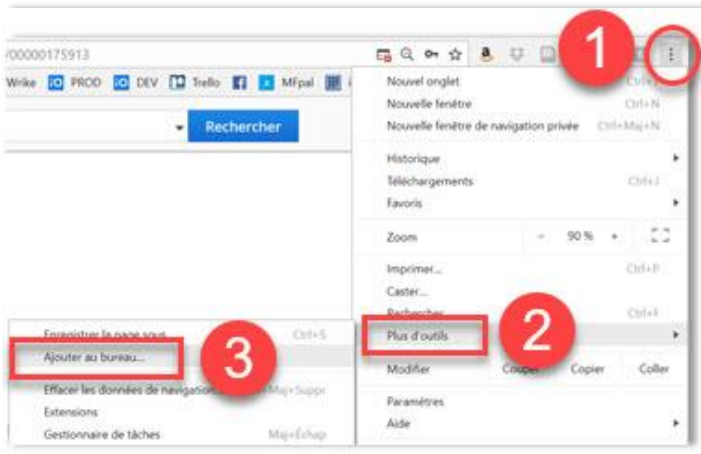 /00000175913
1
Wrike PROD DEV Trello MFpal
Rechercher
Nouvel onglet
Nouvelle fenêtre Ctrl+N
Nouvelle fenêtre de navigation privée Ctrl+Maj+N
Historique
Téléchargements Ctrl+J
Favoris
Zoom - 90 % +
Imprimer... Ctrl+P
Caster...
Rechercher... Ctrl+F
Plus d'outils
2
Modifier Couper Copier Coller
Paramètres
Aide
Enregistrer la page sous... Ctrl+S
Ajouter au bureau...
3
Effacer les données de navigation... +Maj+Suppr
Extensions
Gestionnaire de tâches Maj+Échap